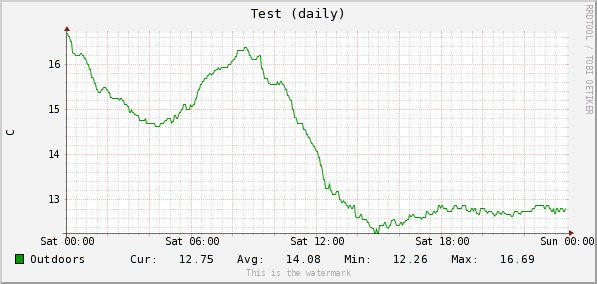 Test (daily)
RRDTOOL / TOBI OETIKER
C
16
15
14
13
Sat 00:00 Sat 06:00 Sat 12:00 Sat 18:00 Sun 00:00
Outdoors Cur: 12.75 Avg: 14.08 Min: 12.26 Max: 16.69
This is the watermark